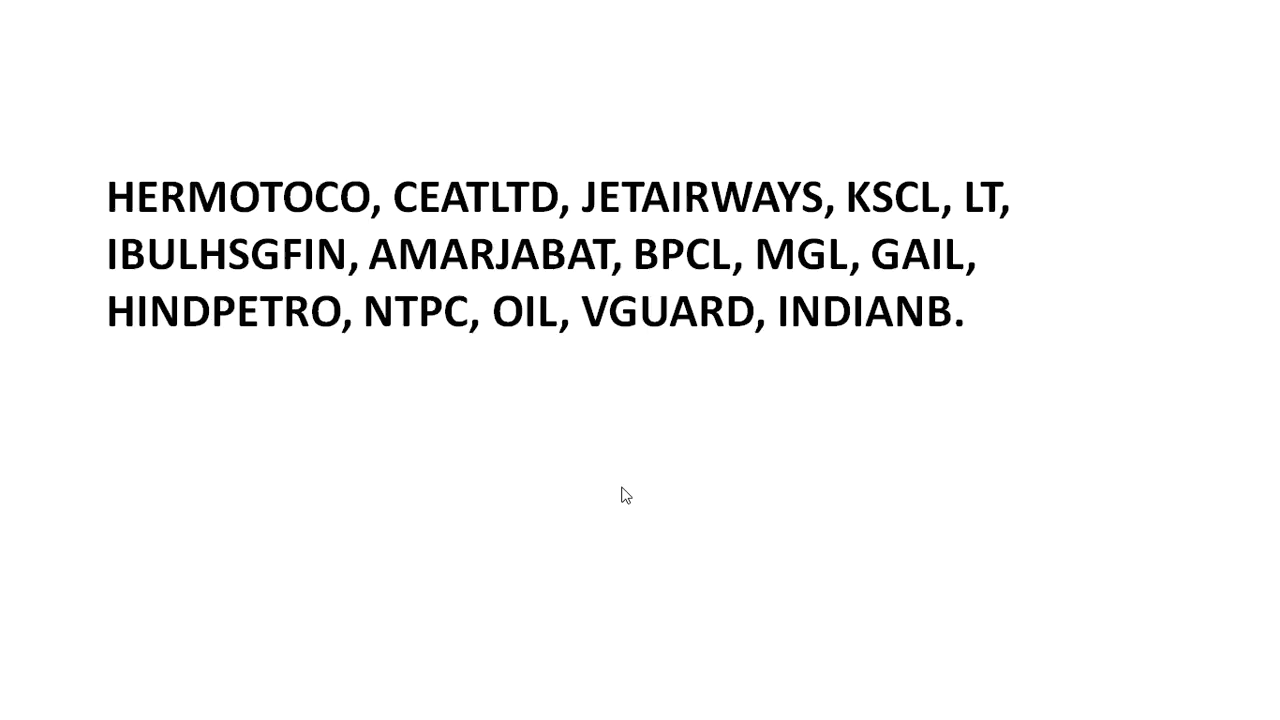 HERMOTOCO, CEATLTD, JETAIRWAYS, KSCL, LT,
IBULHSGFIN, AMARJABAT, BPCL, MGL, GAIL,
HINDPETRO, NTPC, OIL, VGUARD, INDIANB.